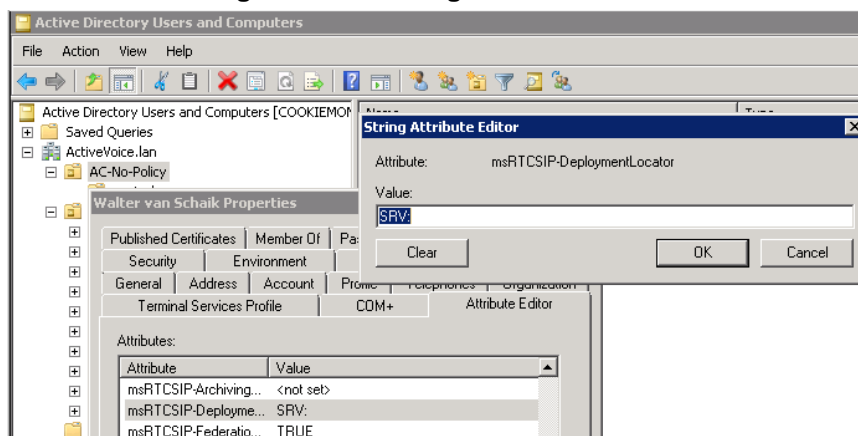 Active Directory Users and Computers
File Action View Help
Active Directory Users and Computers [COOKIEMON
Saved Queries
ActiveVoice.lan
AC-No-Policy
String Attribute Editor
Attribute: msRTCSIP-DeploymentLocator
Value:
SRV:
Clear OK Cancel
Walter van Schaik Properties
Published Certificates Member Of Pa
Security Environment
General Address Account
Terminal Services Profile COM+ Attribute Editor
Attributes:
Attribute Value
msRTCSIP-Archiving... <not set>
msRTCSIP-Deployme... SRV:
msRTCSIP-Federatio... TRUE